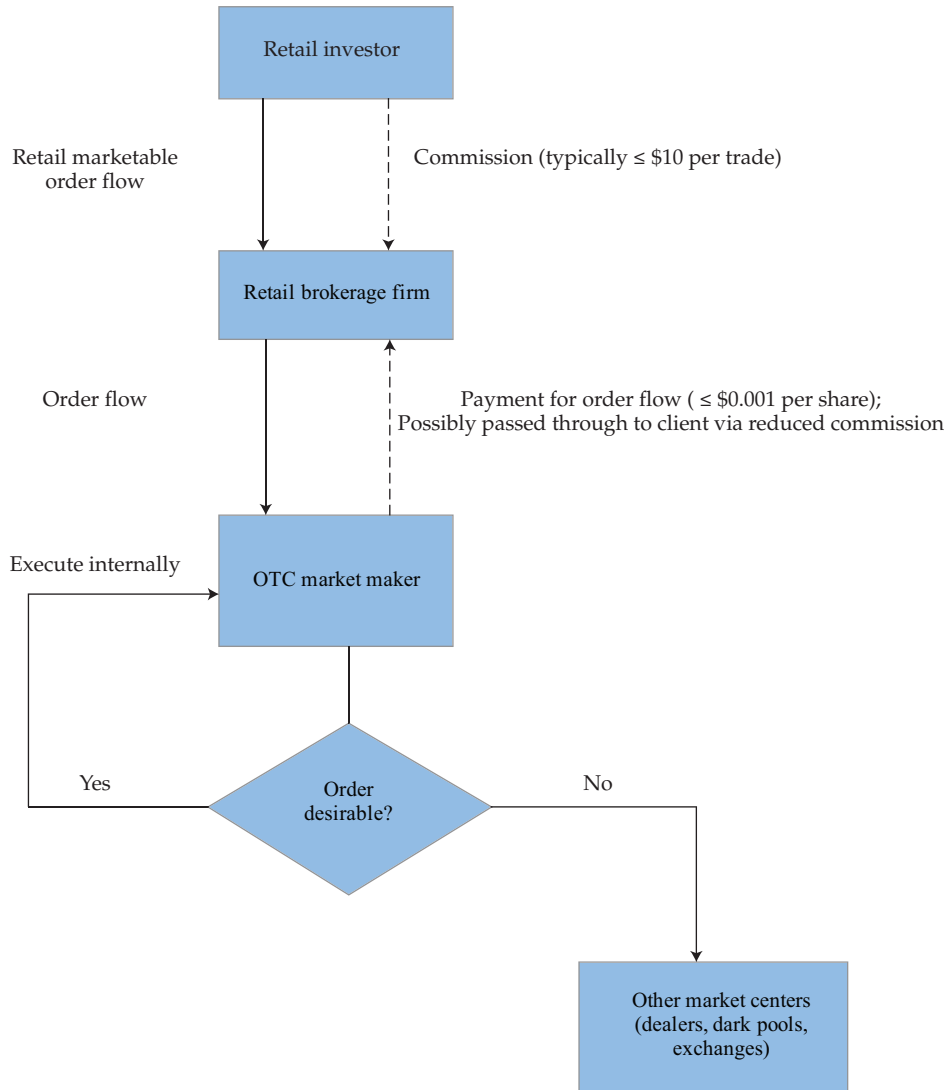 Retail investor
Retail marketable
order flow
Commission (typically ≤ $10 per trade)
Retail brokerage firm
Order flow
Payment for order flow ( ≤ $0.001 per share);
Possibly passed through to client via reduced commission
Execute internally
OTC market maker
Yes
Order
desirable?
No
Other market centers
(dealers, dark pools,
exchanges)